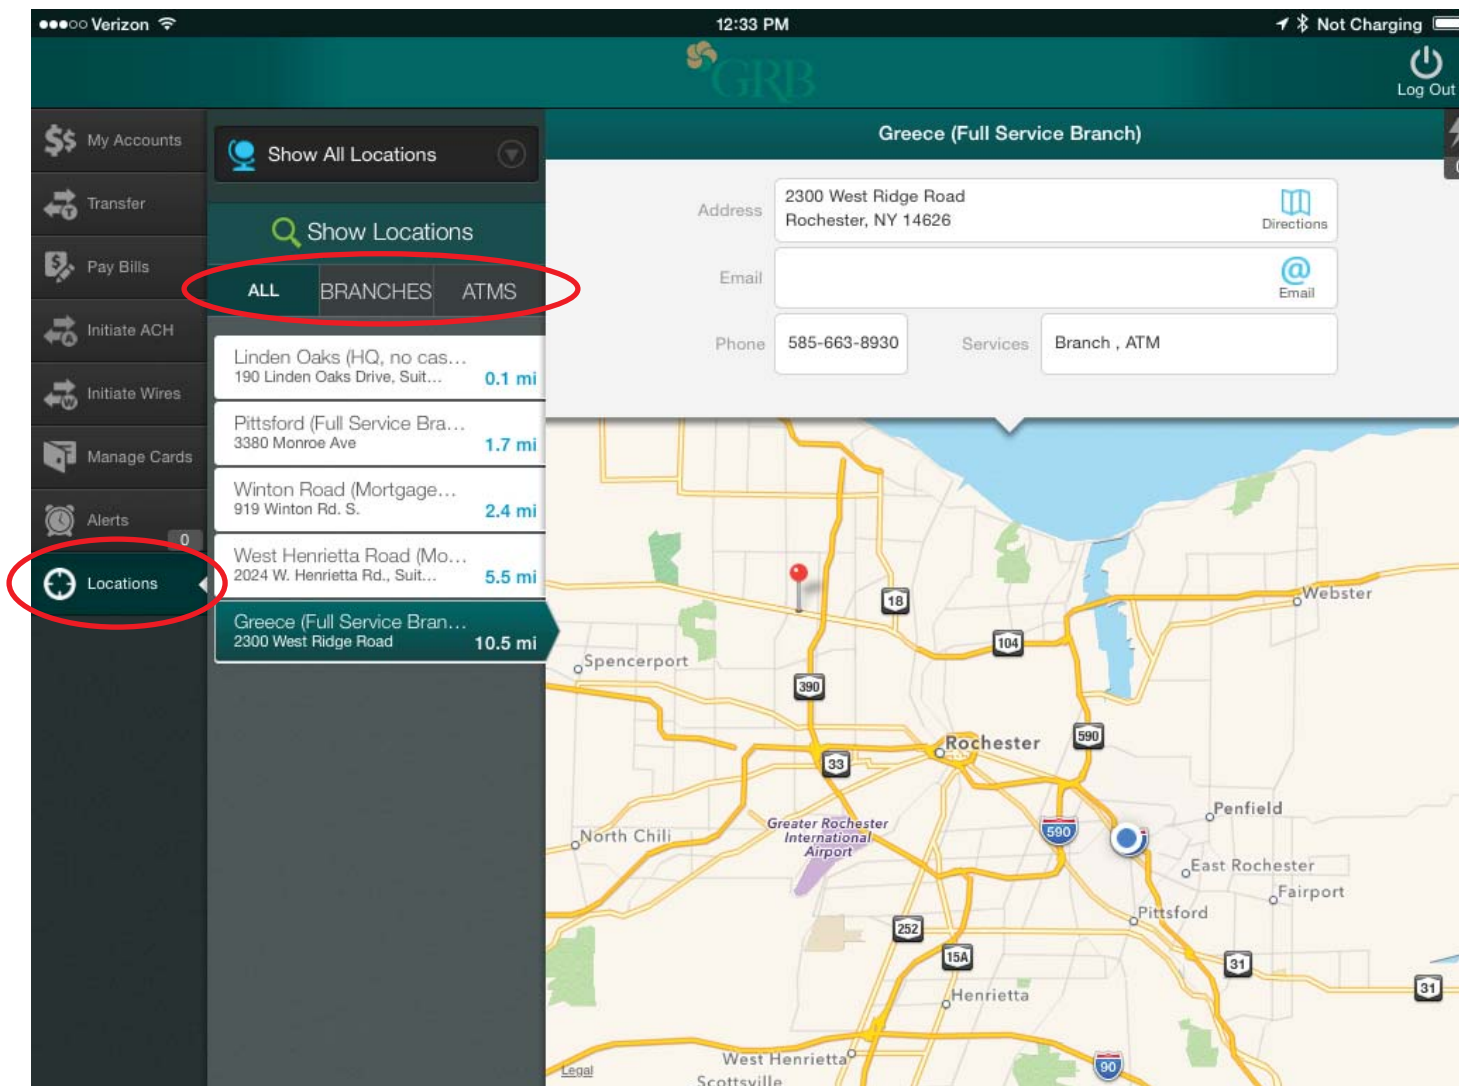 Verizon
12:33 PM
Not Charging
GRB
Log Out
My Accounts
Transfer
Pay Bills
Initiate ACH
Initiate Wires
Manage Cards
Alerts
0
Locations
Show All Locations
Show Locations
ALL BRANCHES ATMS
Linden Oaks (HQ, no cas...
190 Linden Oaks Drive, Suit... 0.1 mi
Pittsford (Full Service Bra...
3380 Monroe Ave 1.7 mi
Winton Road (Mortgage...
919 Winton Rd. S. 2.4 mi
West Henrietta Road (Mo...
2024 W. Henrietta Rd., Suit... 5.5 mi
Greece (Full Service Bran...
2300 West Ridge Road 10.5 mi
Greece (Full Service Branch)
Address
2300 West Ridge Road
Rochester, NY 14626
Directions
Email
@
Email
Phone 585-663-8930 Services Branch , ATM
18
Webster
104
Spencerport
390
590
Rochester
33
Penfield
Greater Rochester
International
Airport
590
North Chili
East Rochester
Fairport
Pittsford
252
15A
31
31
Henrietta
West Henrietta
90
Legal
Scottsville